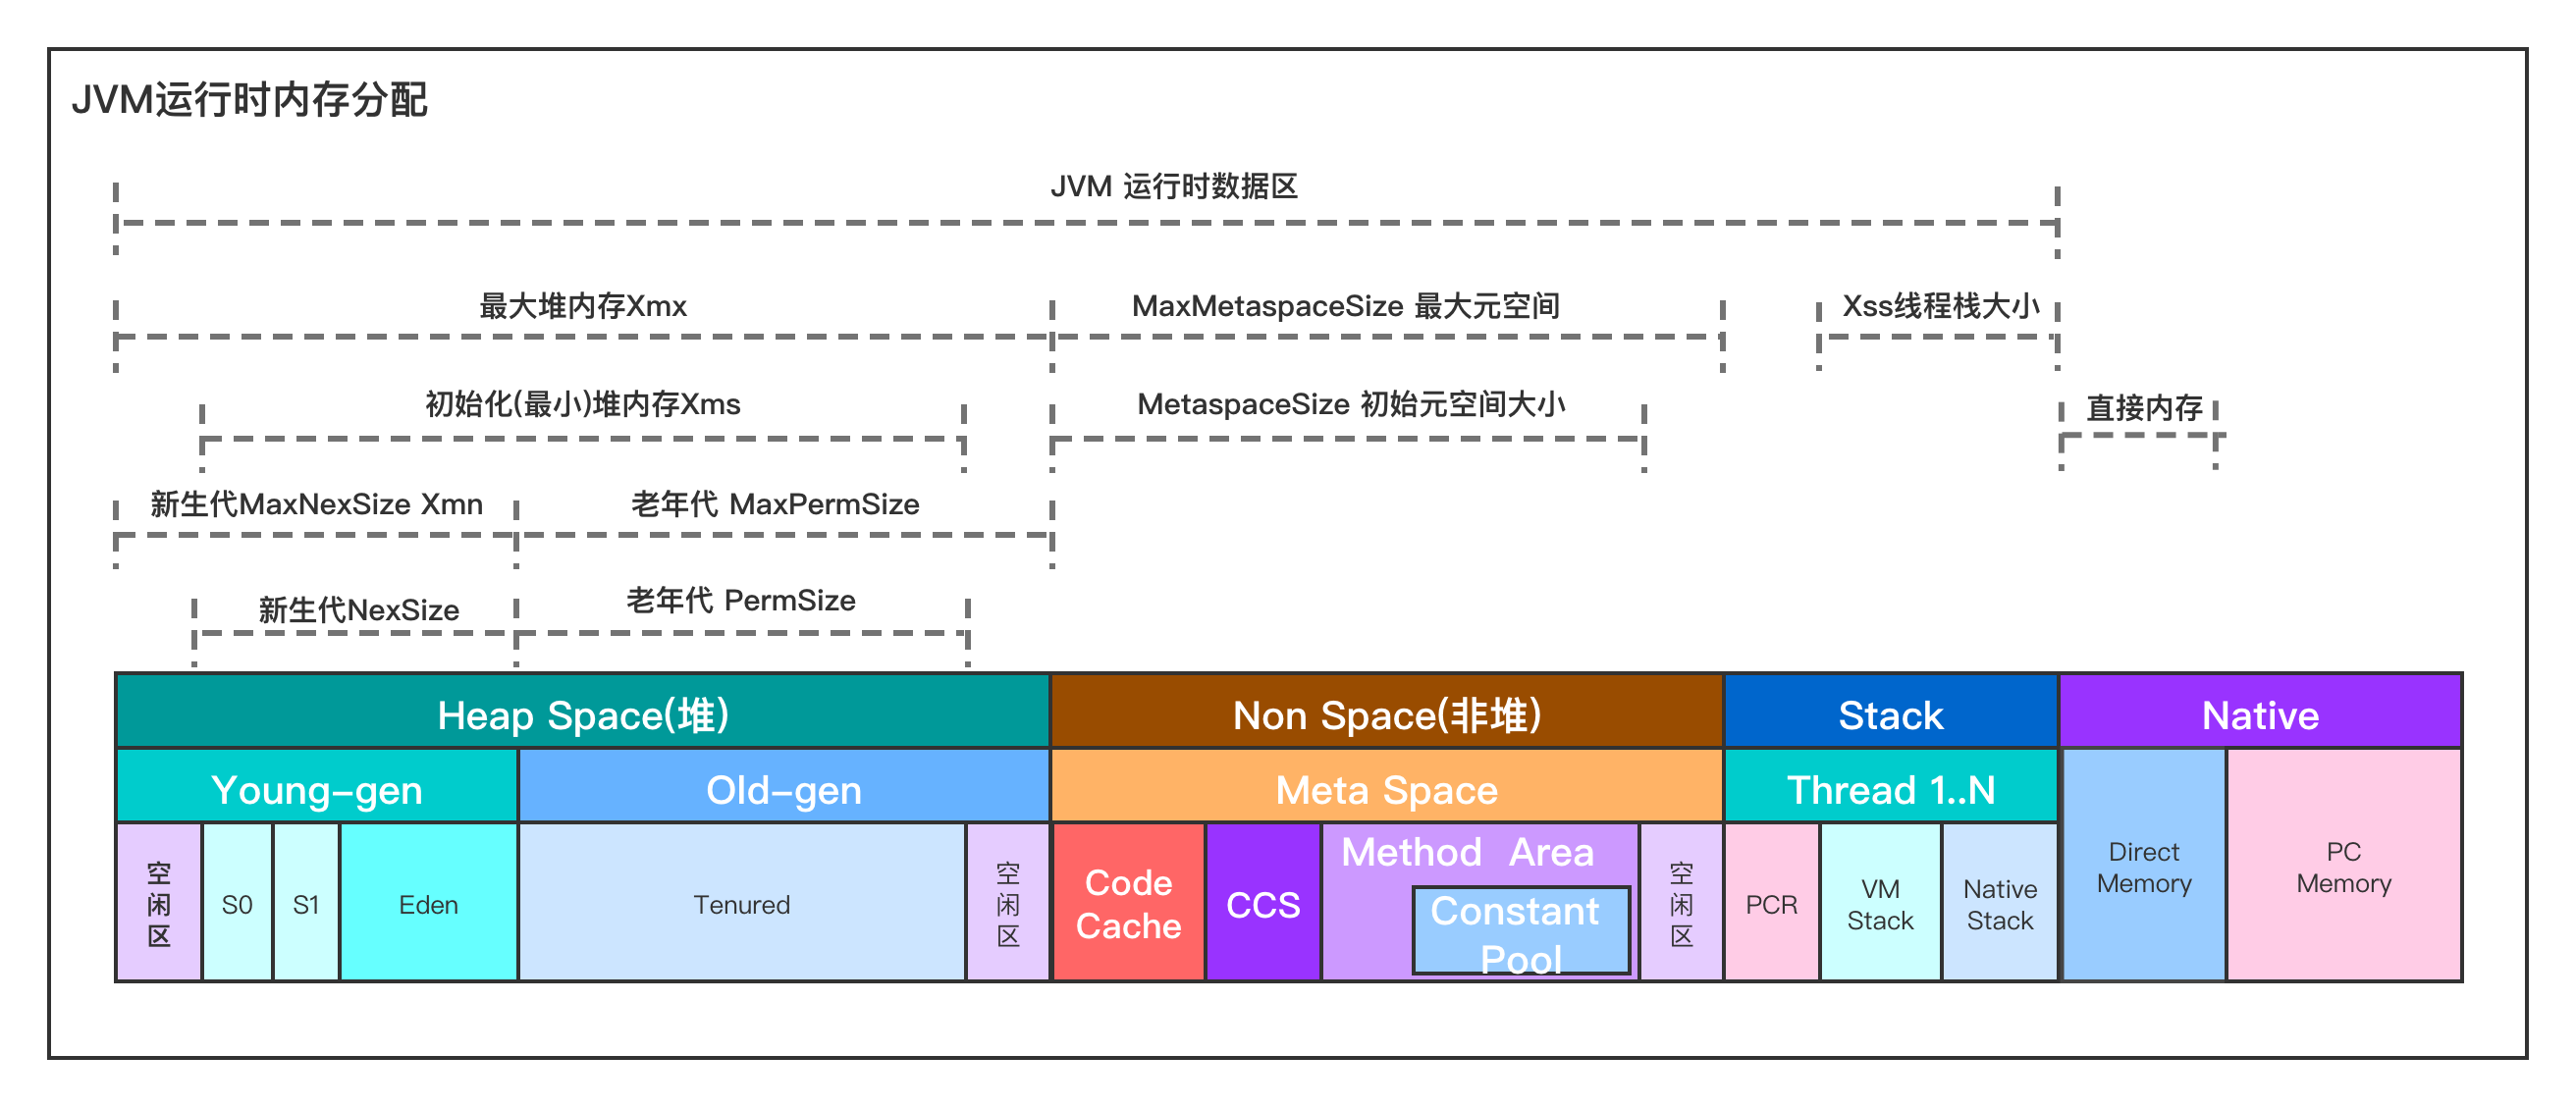 JVM运行时内存分配
JVM 运行时数据区
最大堆内存Xmx
MaxMetaspaceSize 最大元空间
Xss线程栈大小
初始化(最小)堆内存Xms
MetaspaceSize 初始元空间大小
直接内存
新生代MaxNexSize Xmn
老年代 MaxPermSize
新生代NexSize
老年代 PermSize
Heap Space(堆)
Non Space(非堆)
Stack
Native
Young-gen
Old-gen
Meta Space
Thread 1..N
空
闲
区
S0
S1
Eden
Tenured
空
闲
区
Code
Cache
CCS
Method Area
Constant
Pool
空
闲
区
PCR
VM
Stack
Native
Stack
Direct
Memory
PC
Memory